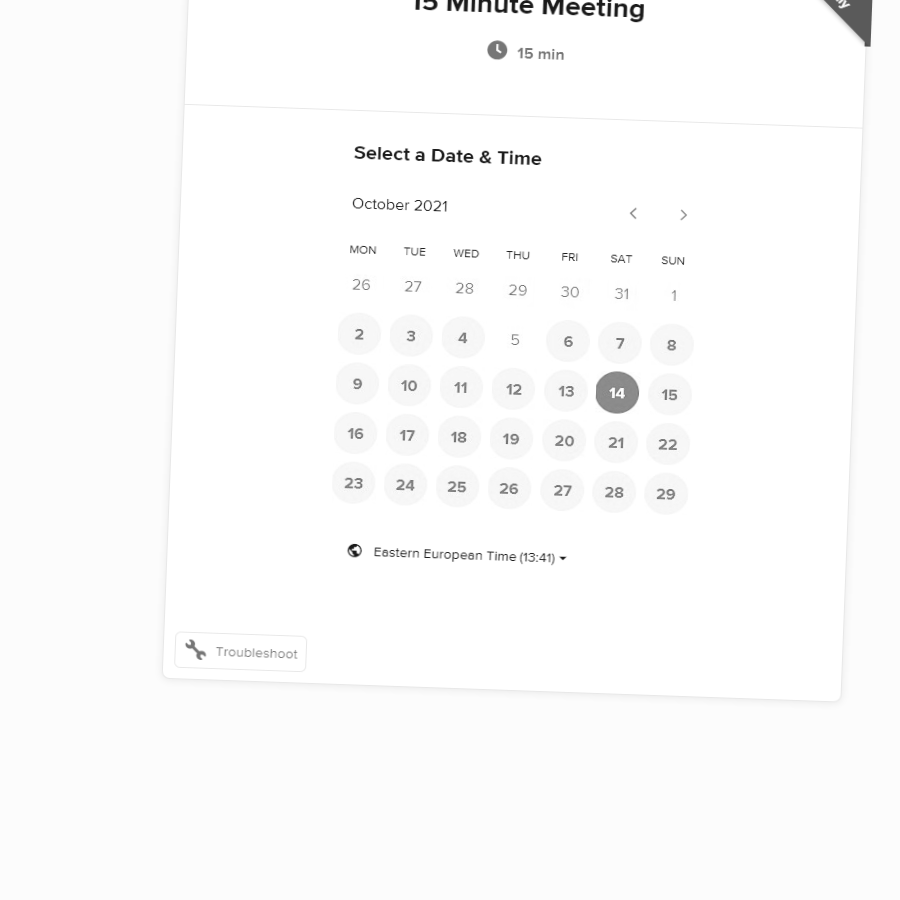 15 Minute Meeting
15 min
Select a Date & Time
October 2021
MON TUE WED THU FRI SAT SUN
26 27 28 29 30 31 1
2 3 4 5 6 7 8
9 10 11 12 13 14 15
16 17 18 19 20 21 22
23 24 25 26 27 28 29
Eastern European Time (13:41)
Troubleshoot